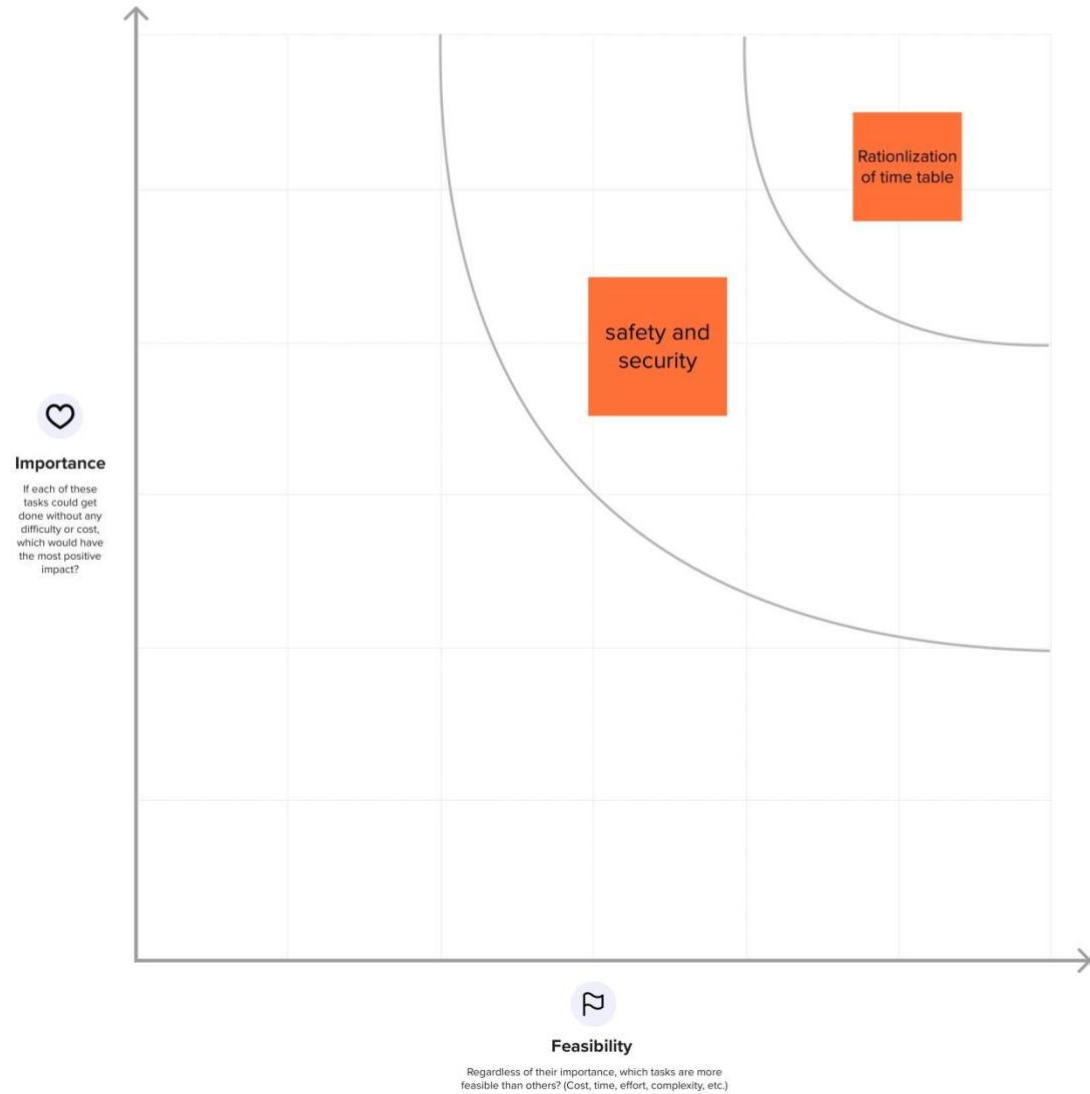 Rationlization
of time table
safety and
security
Importance
If each of these
tasks could get
done without any
difficulty or cost,
which would have
the most positive
impact?
Feasibility
Regardless of their importance, which tasks are more
feasible than others? (Cost, time, effort, complexity, etc.)